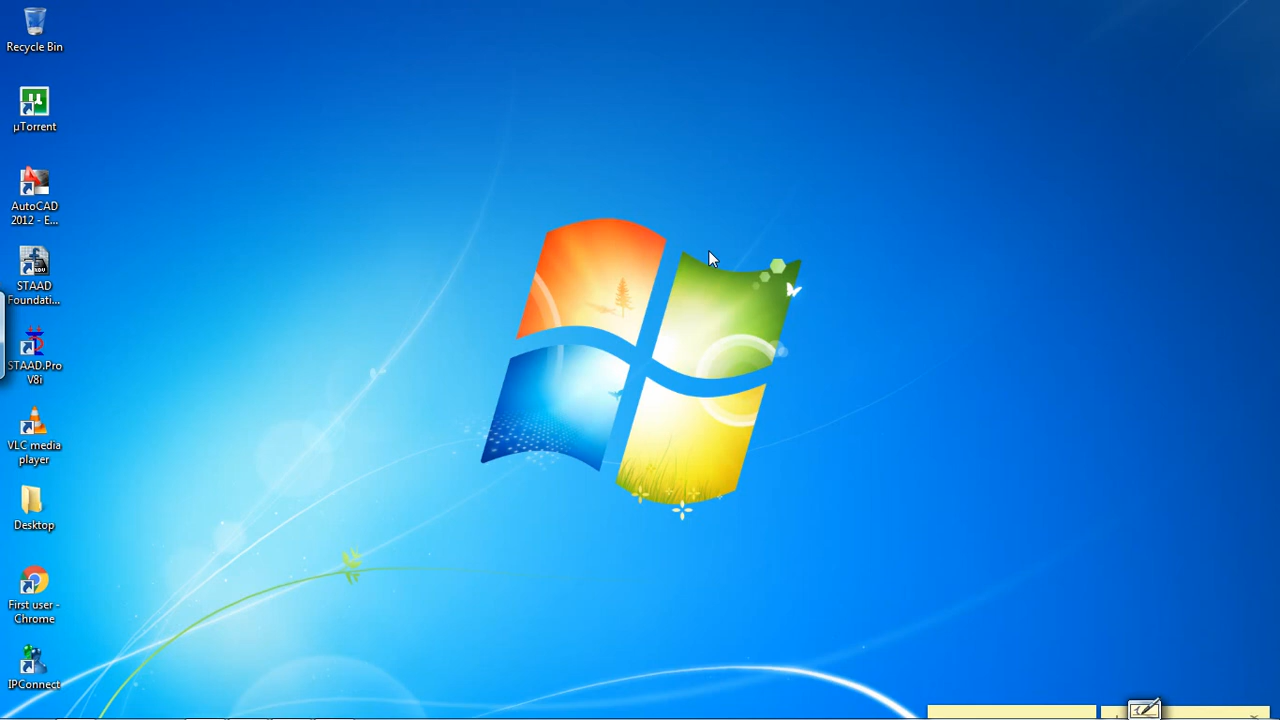 Recycle Bin
µTorrent
AutoCAD
2012 - E...
STAAD
Foundati...
STAAD.Pro
V8i
VLC media
player
Desktop
First user -
Chrome
IPConnect